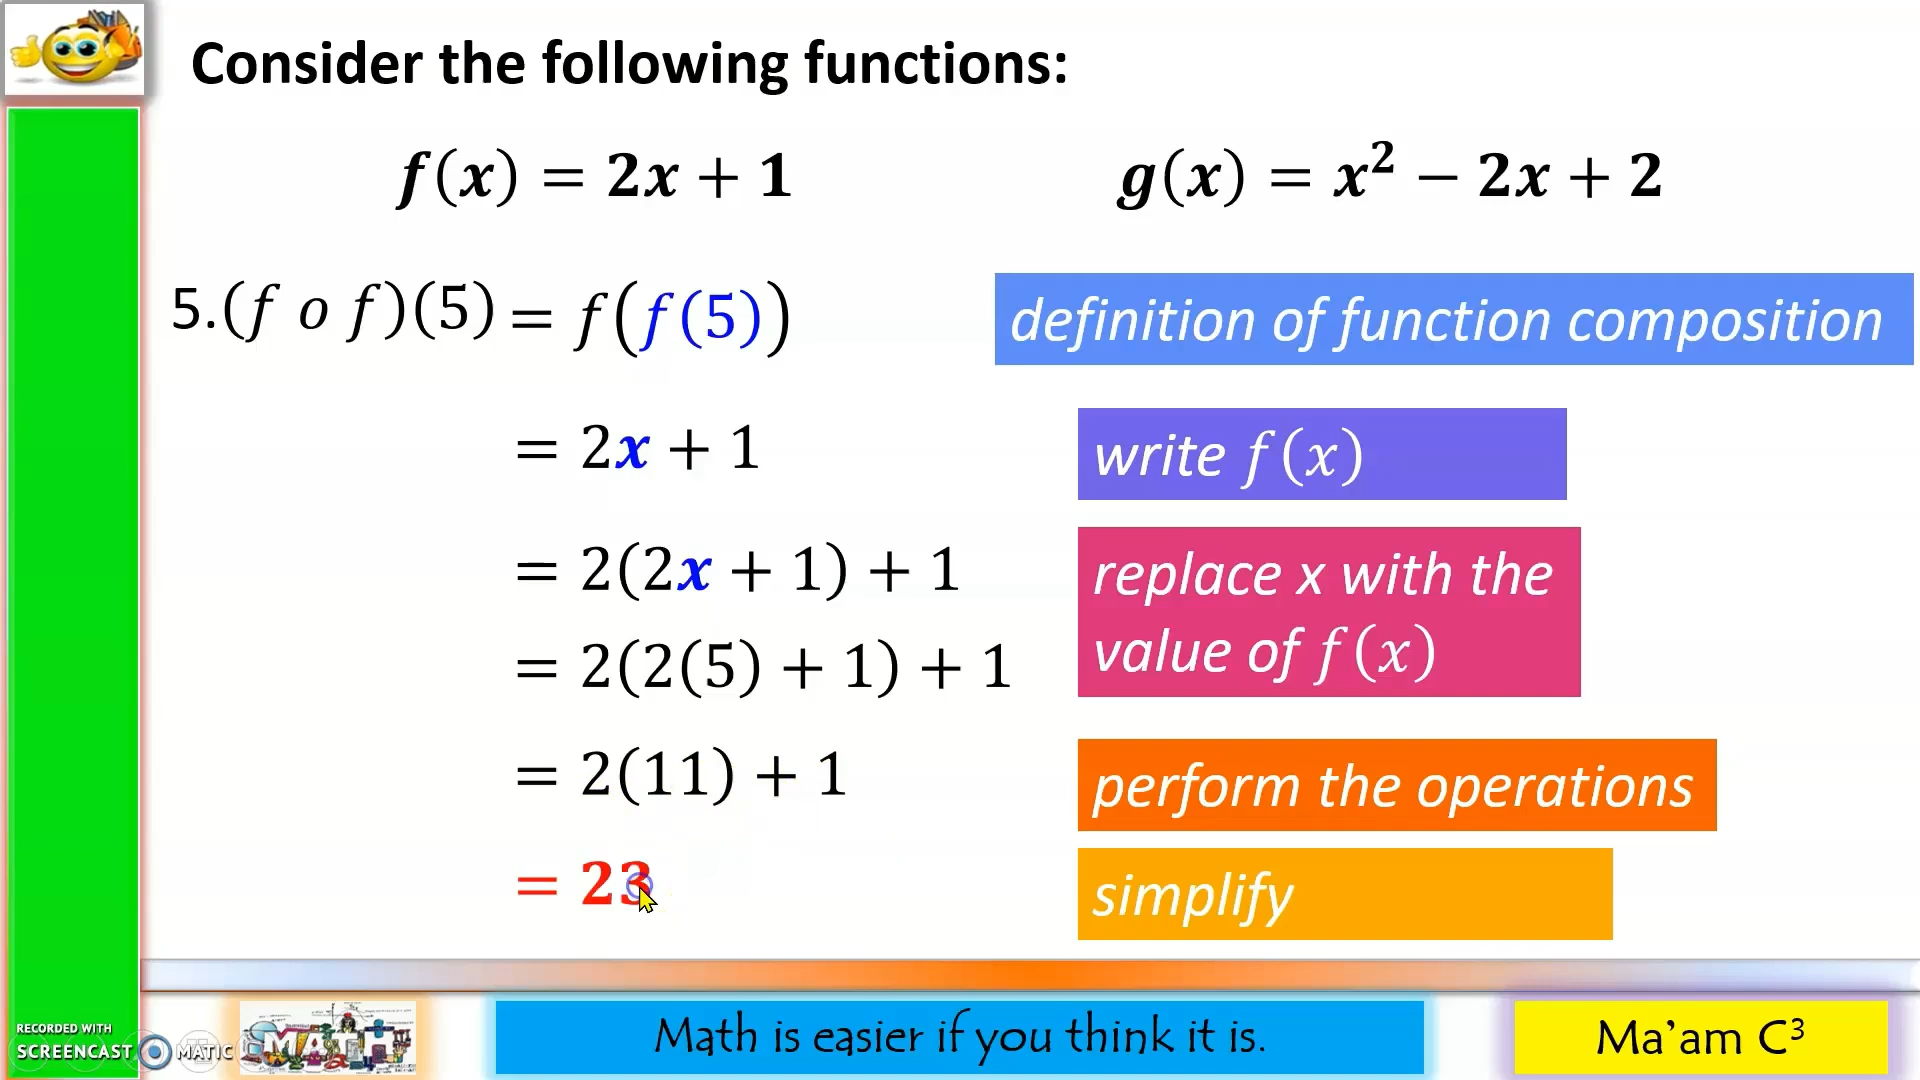 Consider the following functions:
f(x) = 2x + 1
g(x) = x² − 2x + 2
5.(f o f)(5) = f(f(5))
definition of function composition
= 2x + 1
write f(x)
= 2(2x + 1) + 1
replace x with the
value of f(x)
= 2(2(5) + 1) + 1
= 2(11) + 1
perform the operations
= 23
simplify
RECORDED WITH
SCREENCAST MATIC
MATH
Math is easier if you think it is.
Ma’am C³